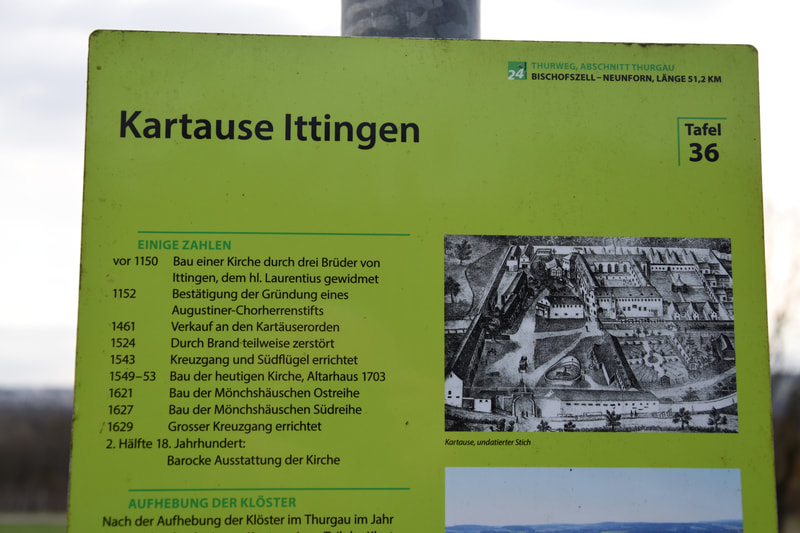 24 THURWEG, ABSCHNITT THURGAU
BISCHOFSZELL – NEUNFORN, LÄNGE 51,2 KM
Kartause Ittingen
Tafel
36
EINIGE ZAHLEN
vor 1150 Bau einer Kirche durch drei Brüder von
Ittingen, dem hl. Laurentius gewidmet
1152 Bestätigung der Gründung eines
Augustiner-Chorherrenstifts
1461 Verkauf an den Kartäuserorden
1524 Durch Brand teilweise zerstört
1543 Kreuzgang und Südflügel errichtet
1549–53 Bau der heutigen Kirche, Altarhaus 1703
1621 Bau der Mönchshäuschen Ostreihe
1627 Bau der Mönchshäuschen Südreihe
1629 Grosser Kreuzgang errichtet
2. Hälfte 18. Jahrhundert:
Barocke Ausstattung der Kirche
Kartause, undatierter Stich
AUFHEBUNG DER KLÖSTER
Nach der Aufhebung der Klöster im Thurgau im Jahr